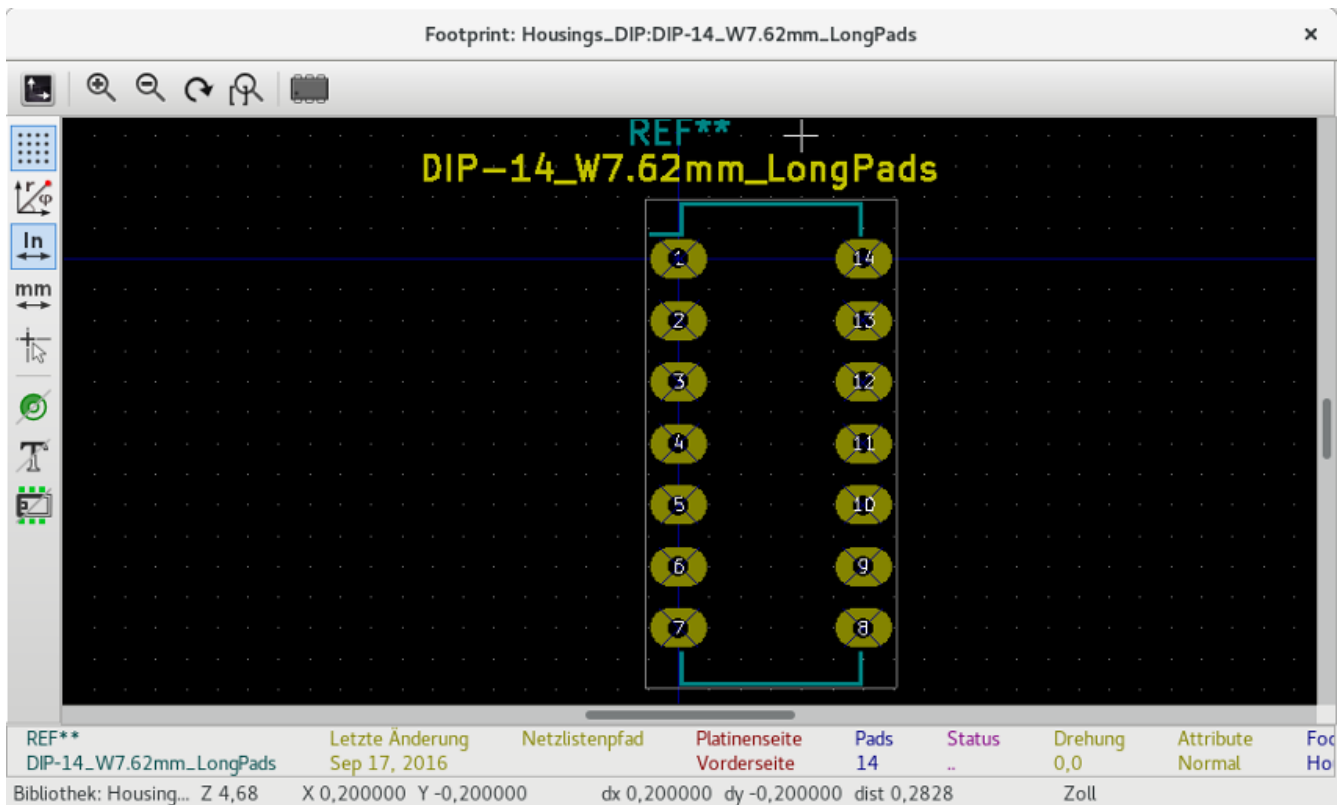 Footprint: Housings_DIP:DIP-14_W7.62mm_LongPads
×
In
mm
REF**
DIP-14_W7.62mm_LongPads
1 14
2 13
3 12
4 11
5 10
6 9
7 8
REF** Letzte Änderung Netzlistenpfad Platinenseite Pads Status Drehung Attribute Foo
DIP-14_W7.62mm_LongPads Sep 17, 2016 Vorderseite 14 .. 0,0 Normal Ho
Bibliothek: Housing... Z 4,68 X 0,200000 Y -0,200000 dx 0,200000 dy -0,200000 dist 0,2828 Zoll